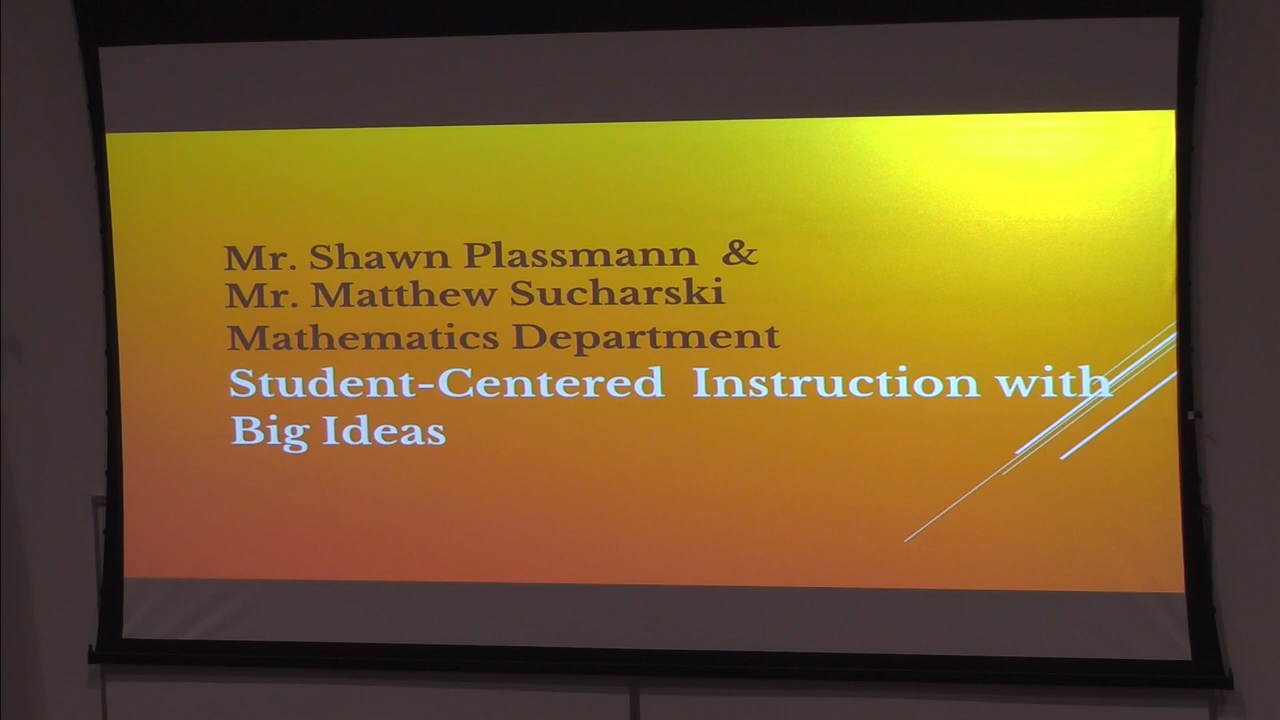 Mr. Shawn Plassmann &
Mr. Matthew Sucharski
Mathematics Department
Student-Centered Instruction with
Big Ideas